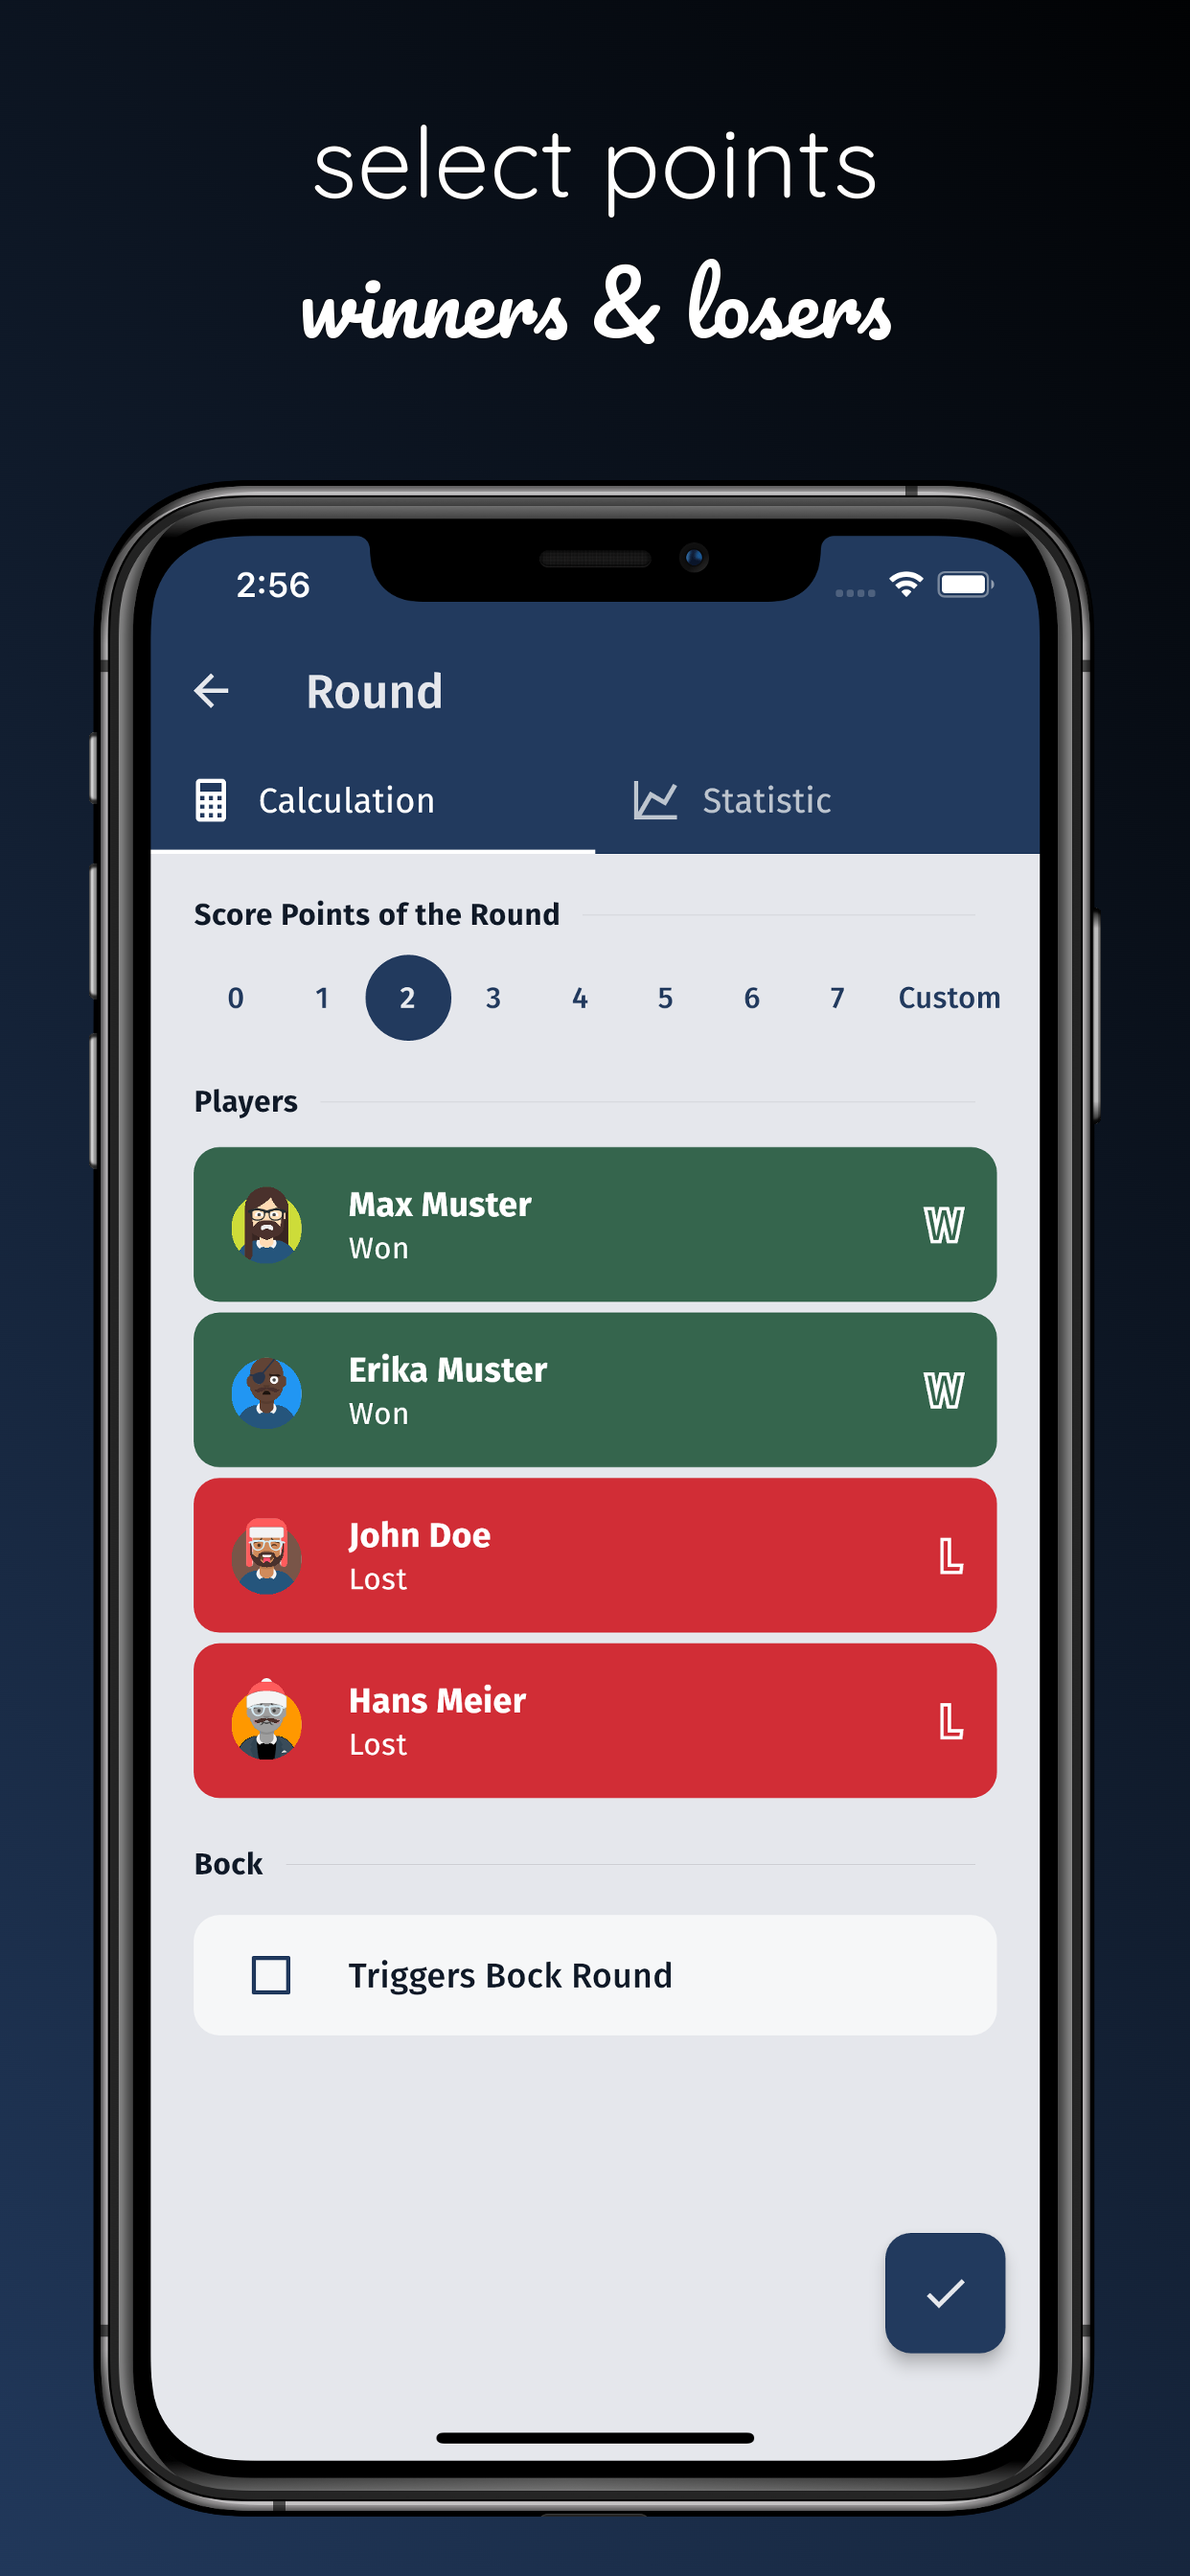 select points
winners & losers
2:56
Round
Calculation
Statistic
Score Points of the Round
0 1 2 3 4 5 6 7 Custom
Players
Max Muster
Won
W
Erika Muster
Won
W
John Doe
Lost
L
Hans Meier
Lost
L
Bock
Triggers Bock Round